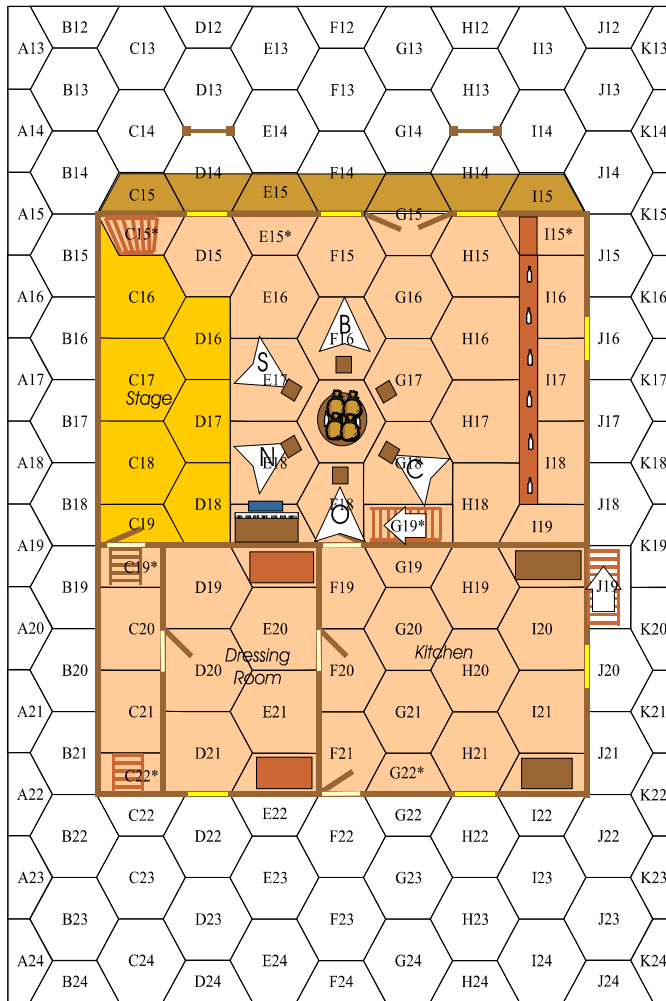 B12 D12 F12 H12 J12
A13 C13 E13 G13 I13 K13
B13 D13 F13 H13 J13
A14 C14 E14 G14 I14 K14
B14 D14 F14 H14 J14
A15 C15 E15 G15 I15 K15
C15* E15* I15*
B15 D15 F15 H15 J15
A16 C16 E16 G16 I16 K16
B
B16 D16 F16 H16 J16
S
A17 C17 E17 G17 I17 K17
Stage
B17 D17 H17 J17
N C
A18 C18 E18 G18 I18 K18
B18 D18 F18 H18 J18
O
C19 G19* I19
A19 K19
C19* G19
B19 D19 F19 H19 J19
A20 C20 E20 G20 I20 K20
Dressing
Room
Kitchen
B20 D20 F20 H20 J20
A21 C21 E21 G21 I21 K21
B21 D21 F21 H21 J21
C22* G22*
A22 C22 E22 G22 I22 K22
B22 D22 F22 H22 J22
A23 C23 E23 G23 I23 K23
B23 D23 F23 H23 J23
A24 C24 E24 G24 I24 K24
B24 D24 F24 H24 J24